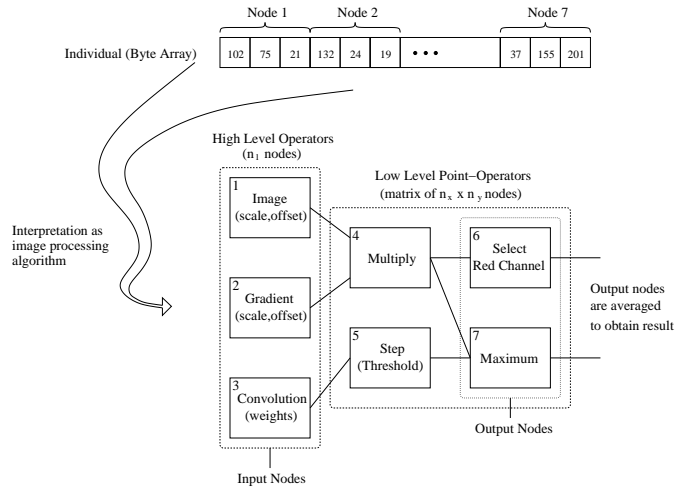 Node 1 Node 2 Node 7
Individual (Byte Array) 102 75 21 132 24 19 • • • 37 155 201
High Level Operators
(n₁ nodes)
Low Level Point−Operators
(matrix of nₓ x n y nodes)
Interpretation as
image processing
algorithm
1
Image
(scale,offset)
2
Gradient
(scale,offset)
3
Convolution
(weights)
4
Multiply
5
Step
(Threshold)
6
Select
Red Channel
7
Maximum
Output nodes
are averaged
to obtain result
Output Nodes
Input Nodes